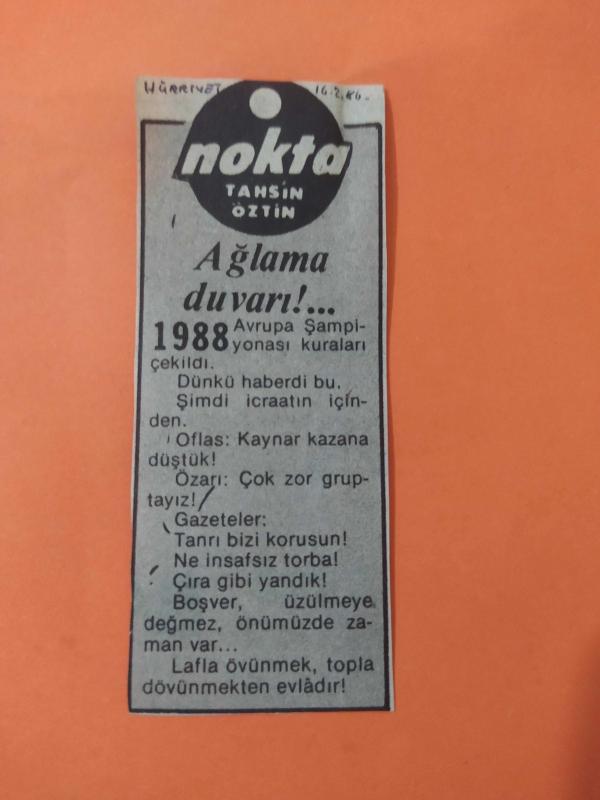 HÜRRİYET 16.2.86.
nokta
TAHSİN
ÖZTİN
Ağlama
duvarı!...
1988 Avrupa Şampi-
yonası kuraları
çekildi.
Dünkü haberdi bu.
Şimdi icraatın için-
den.
Oflas: Kaynar kazana
düştük!
Özarı: Çok zor grup-
tayız!
Gazeteler:
Tanrı bizi korusun!
Ne insafsız torba!
Çıra gibi yandık!
Boşver, üzülmeye
değmez, önümüzde za-
man var...
Lafla övünmek, topla
dövünmekten evlâdır!